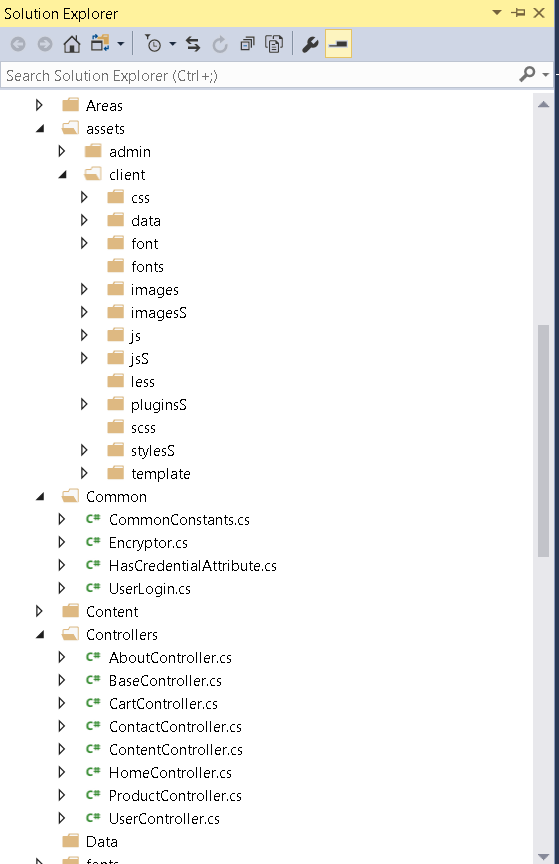 Solution Explorer
Search Solution Explorer (Ctrl+;)
Areas
assets
admin
client
css
data
font
fonts
images
imagesS
js
jsS
less
pluginsS
scss
stylesS
template
Common
C# CommonConstants.cs
C# Encryptor.cs
C# HasCredentialAttribute.cs
C# UserLogin.cs
Content
Controllers
C# AboutController.cs
C# BaseController.cs
C# CartController.cs
C# ContactController.cs
C# ContentController.cs
C# HomeController.cs
C# ProductController.cs
C# UserController.cs
Data
fonts